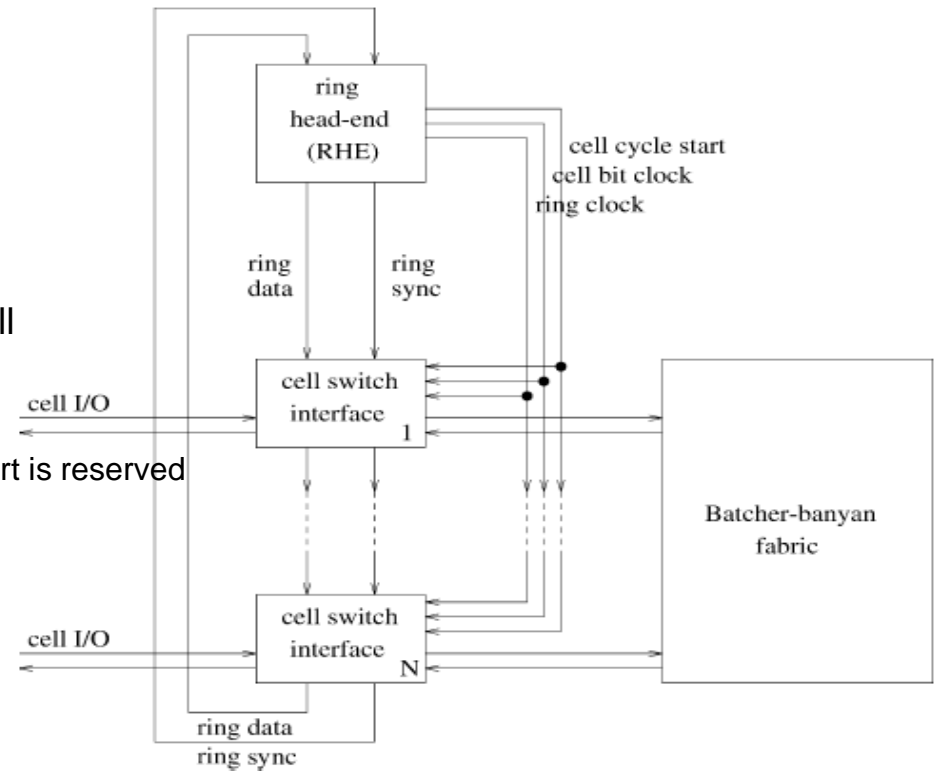 ring
head-end
(RHE)
cell cycle start
cell bit clock
ring clock
ring
data
ring
sync
ll
cell switch
interface
1
cell I/O
rt is reserved
Batcher-banyan
fabric
cell switch
interface
N
cell I/O
ring data
ring sync